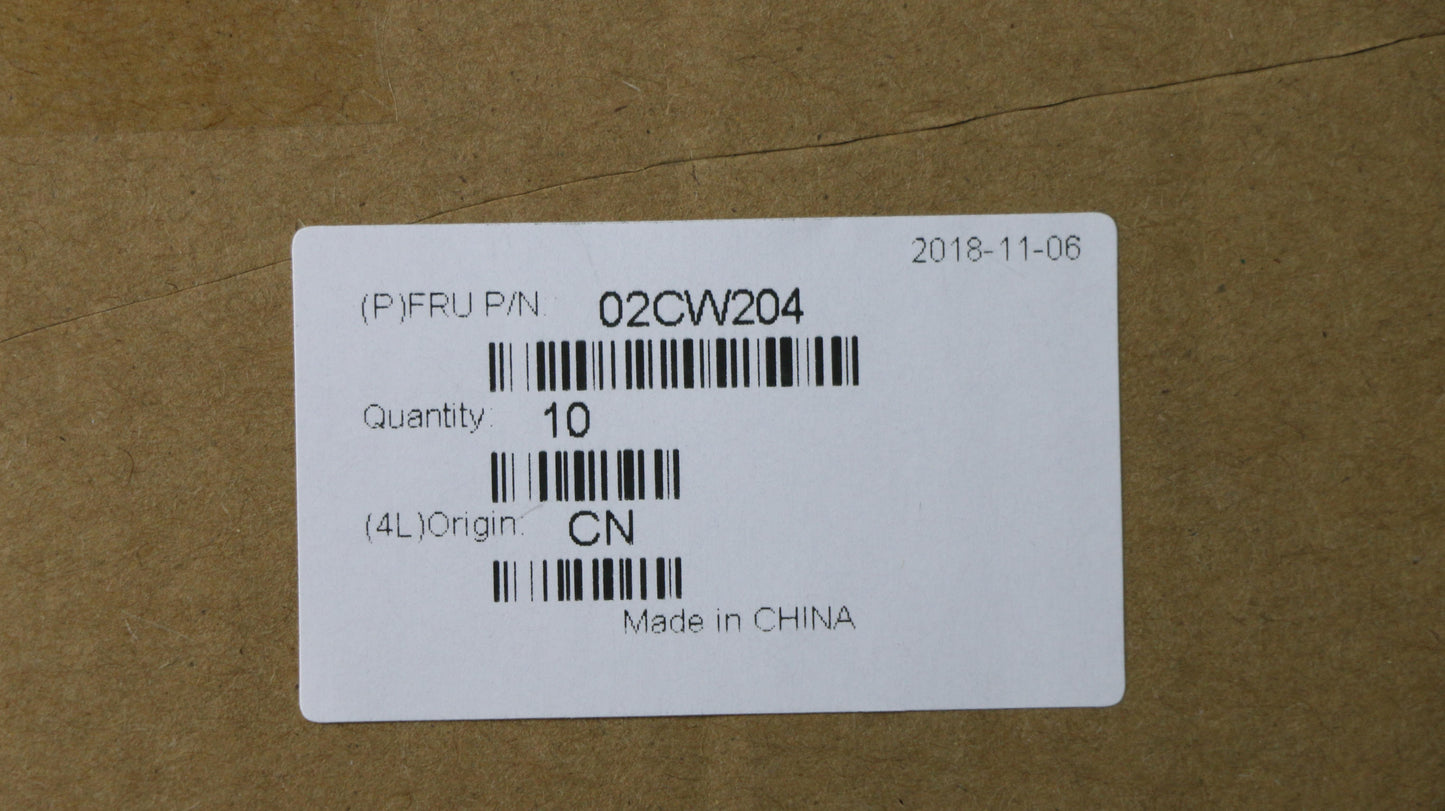 2018-11-06
(P)FRU P/N: 02CW204
Quantity: 10
(4L)Origin: CN
Made in CHINA